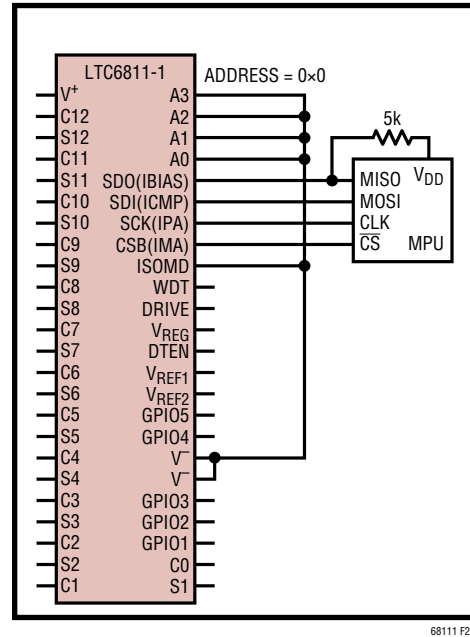 LTC6811-1
ADDRESS = 0×0
V+ A3
C12 A2
S12 A1
C11 A0
S11 SDO(IBIAS)
C10 SDI(ICMP)
S10 SCK(IPA)
C9 CSB(IMA)
S9 ISOMD
C8 WDT
S8 DRIVE
C7 VREG
S7 DTEN
C6 VREF1
S6 VREF2
C5 GPIO5
S5 GPIO4
C4 V–
S4 V–
C3 GPIO3
S3 GPIO2
C2 GPIO1
S2 C0
C1 S1
5k
MISO VDD
MOSI
CLK
CS MPU
68111 F2